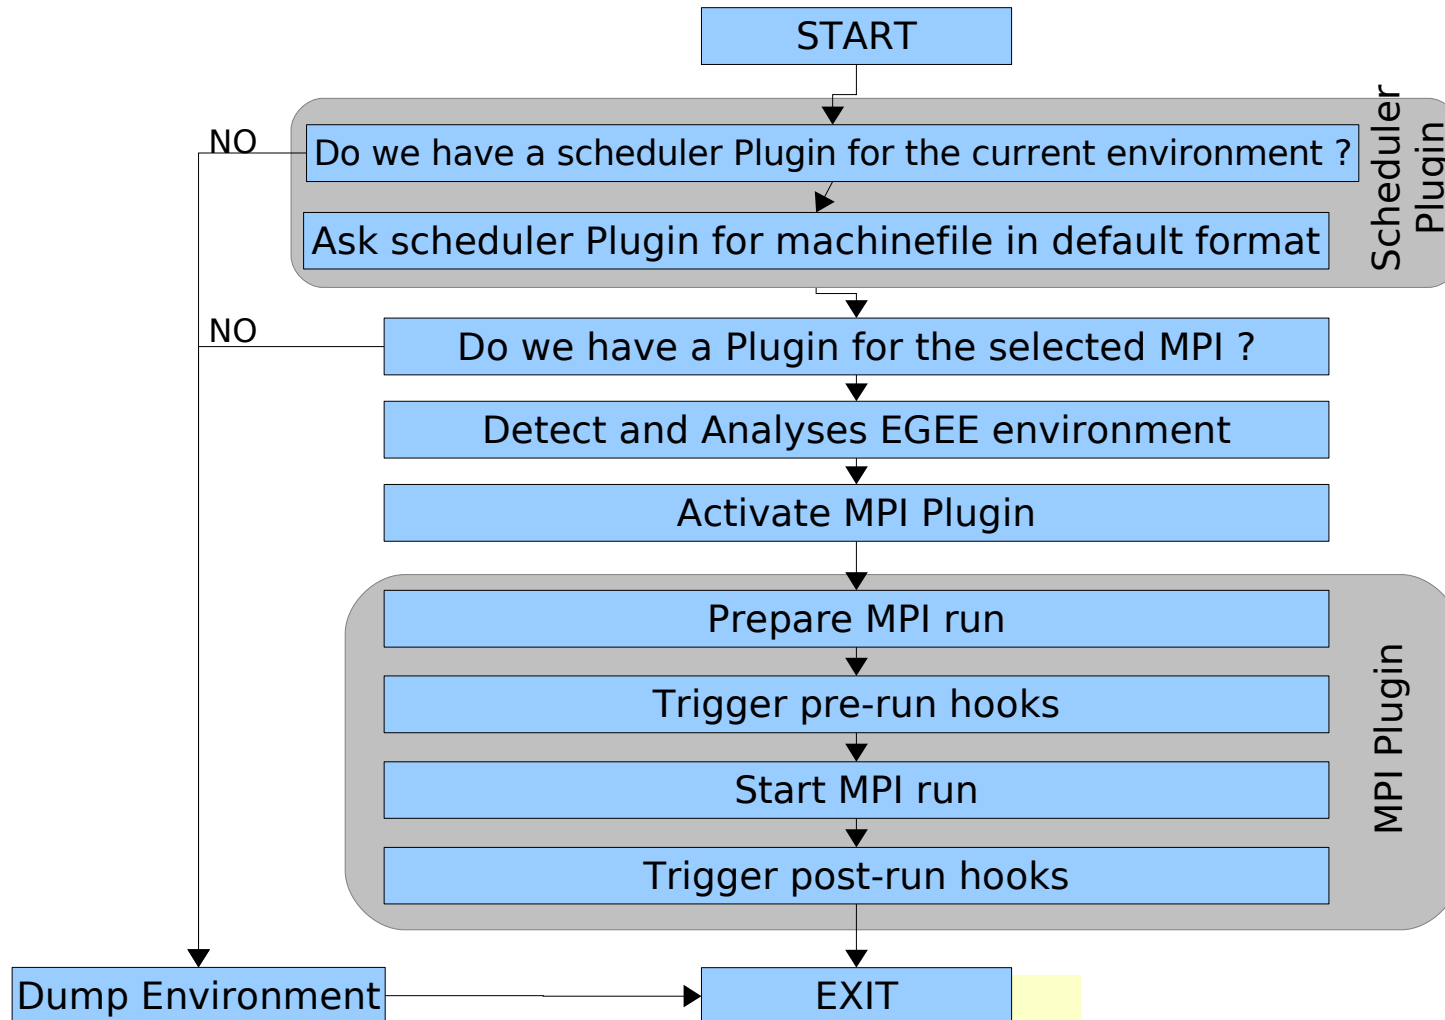 START
NO
Do we have a scheduler Plugin for the current environment ?
Ask scheduler Plugin for machinefile in default format
Scheduler
Plugin
NO
Do we have a Plugin for the selected MPI ?
Detect and Analyses EGEE environment
Activate MPI Plugin
Prepare MPI run
Trigger pre-run hooks
Start MPI run
Trigger post-run hooks
MPI Plugin
Dump Environment
EXIT